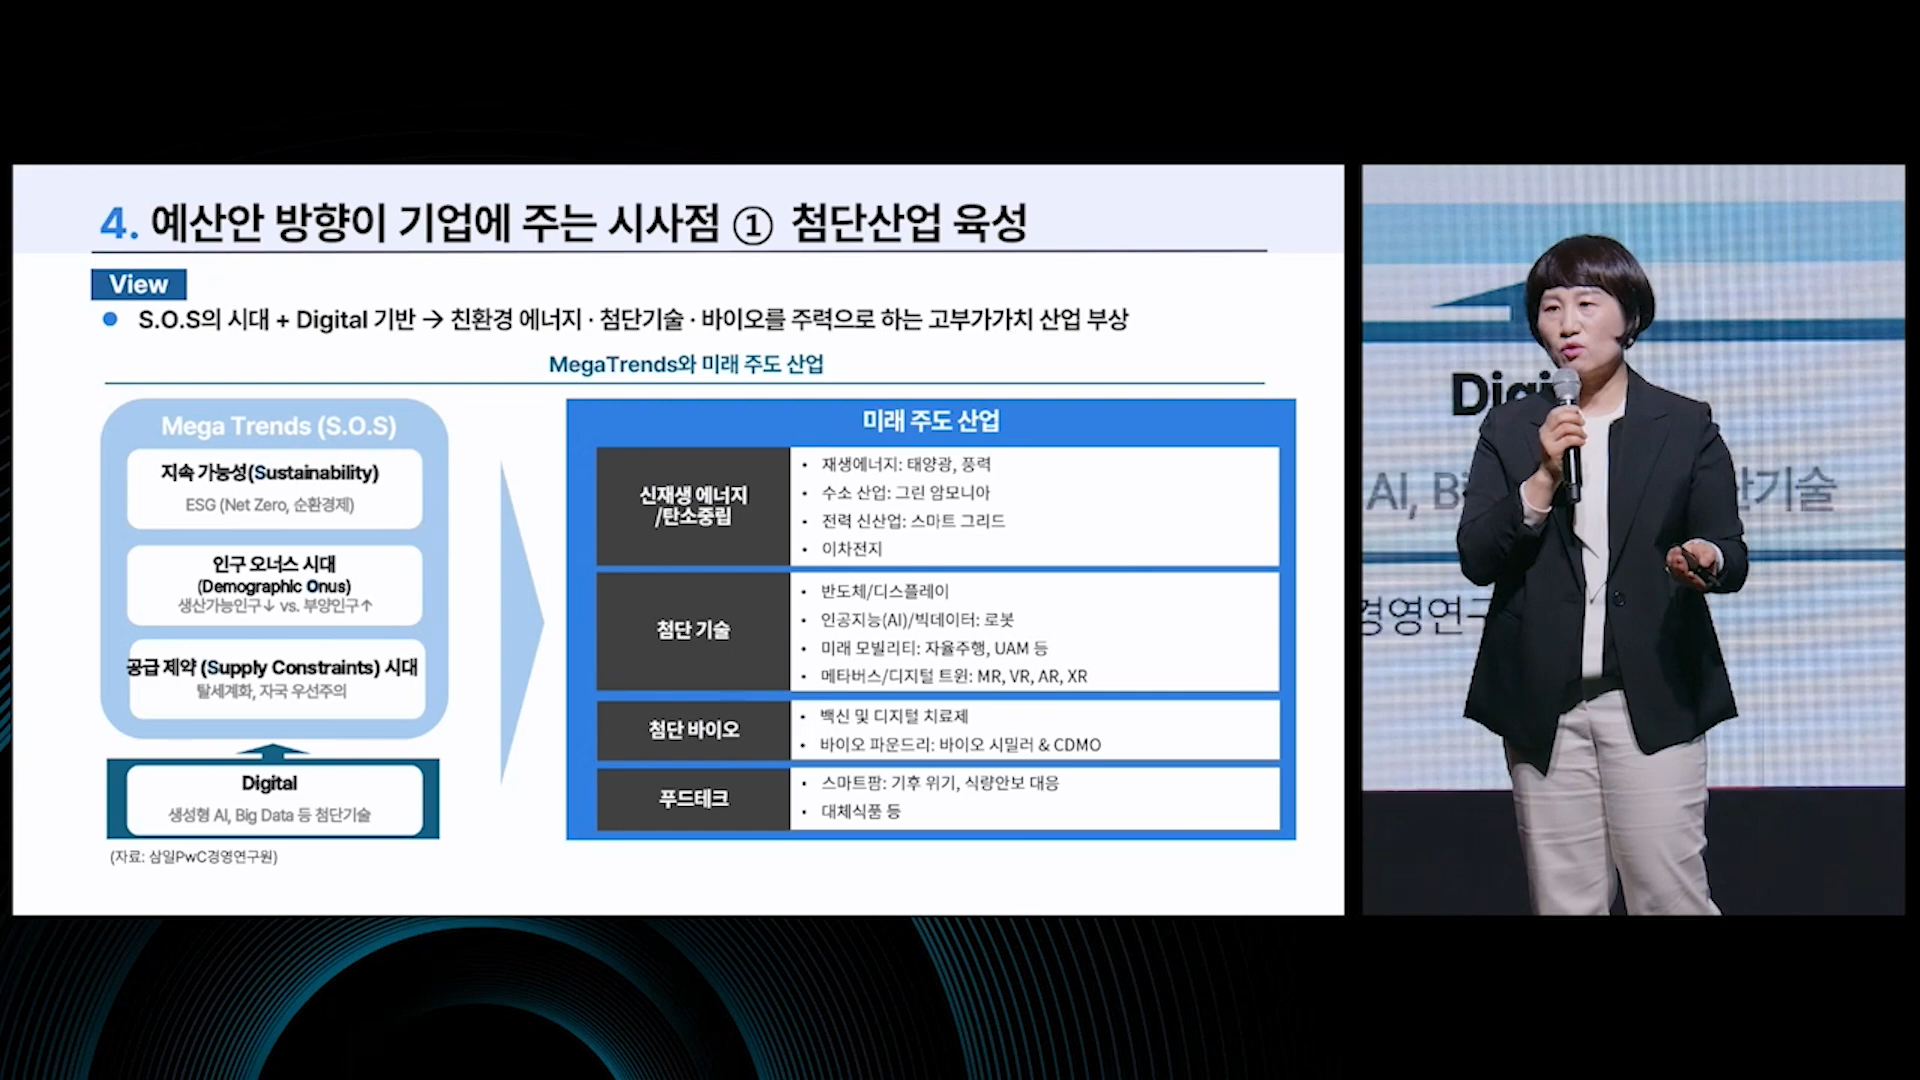 4. 예산안 방향이 기업에 주는 시사점 ① 첨단산업 육성
View
● S.O.S의 시대 + Digital 기반 → 친환경 에너지 · 첨단기술 · 바이오를 주력으로 하는 고부가가치 산업 부상
MegaTrends와 미래 주도 산업
Mega Trends (S.O.S)
지속 가능성(Sustainability)
ESG (Net Zero, 순환경제)
인구 오너스 시대
(Demographic Onus)
생산가능인구↓ vs. 부양인구↑
공급 제약 (Supply Constraints) 시대
탈세계화, 자국 우선주의
Digital
생성형 AI, Big Data 등 첨단기술
(자료: 삼일PwC경영연구원)
미래 주도 산업
신재생 에너지
/탄소중립
• 재생에너지: 태양광, 풍력
• 수소 산업: 그린 암모니아
• 전력 신산업: 스마트 그리드
• 이차전지
첨단 기술
• 반도체/디스플레이
• 인공지능(AI)/빅데이터: 로봇
• 미래 모빌리티: 자율주행, UAM 등
• 메타버스/디지털 트윈: MR, VR, AR, XR
첨단 바이오
• 백신 및 디지털 치료제
• 바이오 파운드리: 바이오 시밀러 & CDMO
푸드테크
• 스마트팜: 기후 위기, 식량안보 대응
• 대체식품 등
Digi
AI, B 기술
경영연구